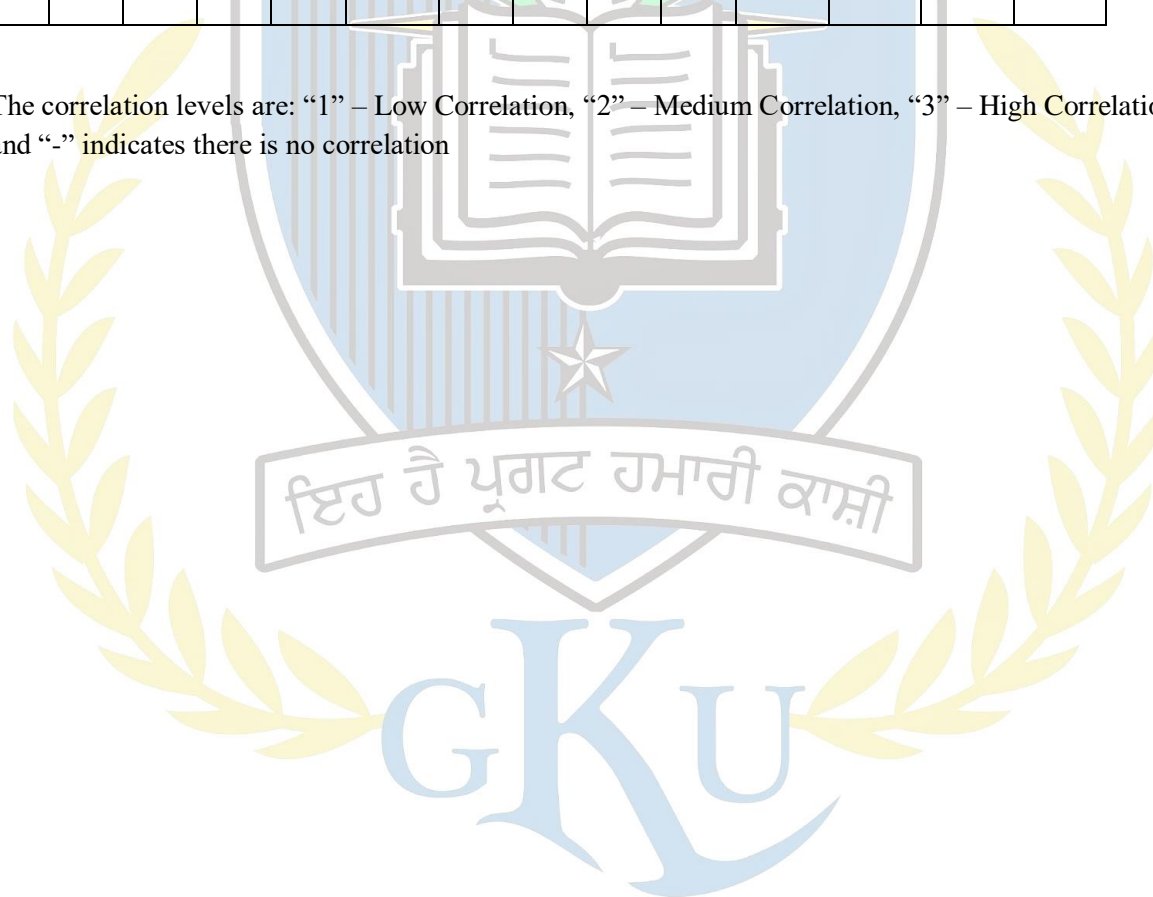 The correlation levels are: “1” – Low Correlation, “2” – Medium Correlation, “3” – High Correlatio
and “-” indicates there is no correlation
ਇਹ ਹੈ ਪ੍ਰਗਟ ਹਮਾਰੀ ਕਾਸ਼ੀ
GKU